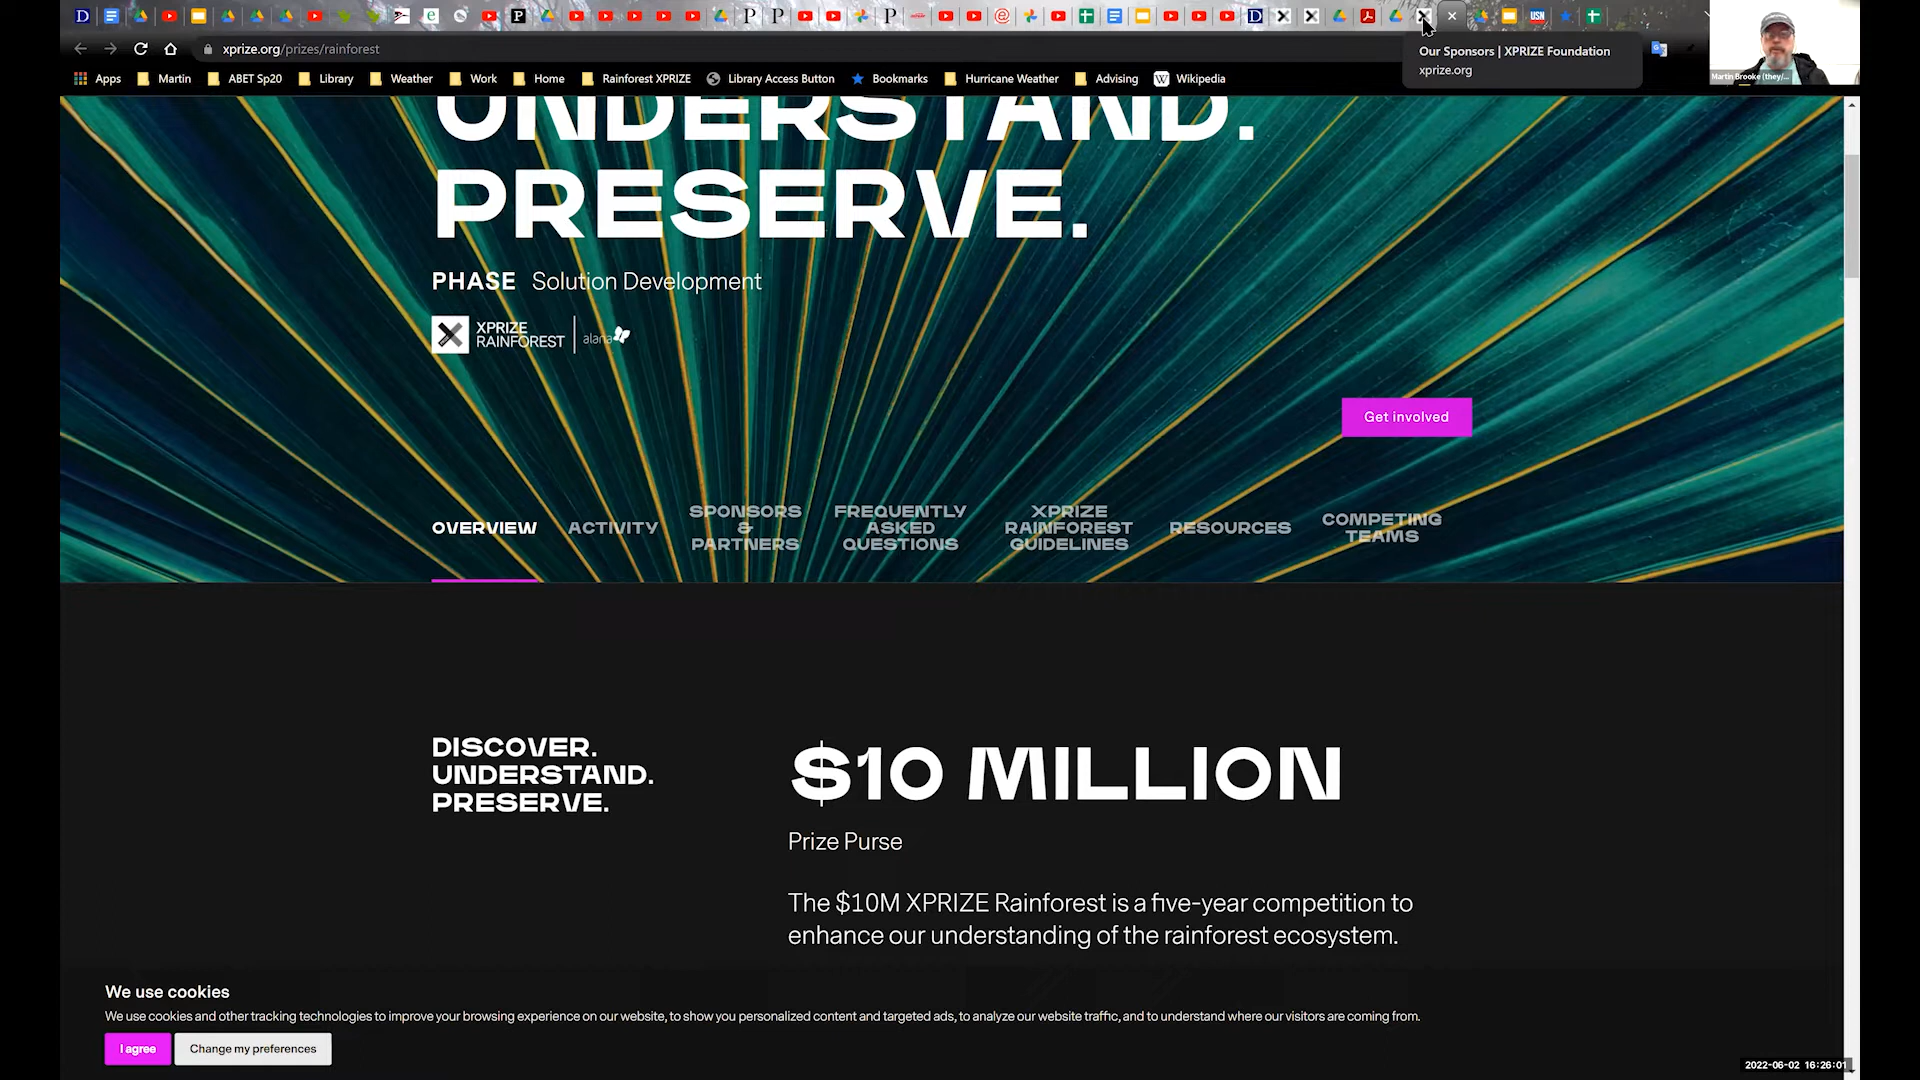 xprize.org/prizes/rainforest
Our Sponsors | XPRIZE Foundation
xprize.org
Apps
Martin
ABET Sp20
Library
Weather
Work
Home
Rainforest XPRIZE
Library Access Button
Bookmarks
Hurricane Weather
Advising
Wikipedia
Martin Brooke (they/...
UNDERSTAND.
PRESERVE.
PHASE Solution Development
XPRIZE
RAINFOREST
alana
Get involved
OVERVIEW
ACTIVITY
SPONSORS
&
PARTNERS
FREQUENTLY
ASKED
QUESTIONS
XPRIZE
RAINFOREST
GUIDELINES
RESOURCES
COMPETING
TEAMS
DISCOVER.
UNDERSTAND.
PRESERVE.
$10 MILLION
Prize Purse
The $10M XPRIZE Rainforest is a five-year competition to
enhance our understanding of the rainforest ecosystem.
We use cookies
We use cookies and other tracking technologies to improve your browsing experience on our website, to show you personalized content and targeted ads, to analyze our website traffic, and to understand where our visitors are coming from.
I agree
Change my preferences
2022-06-02 16:26:01